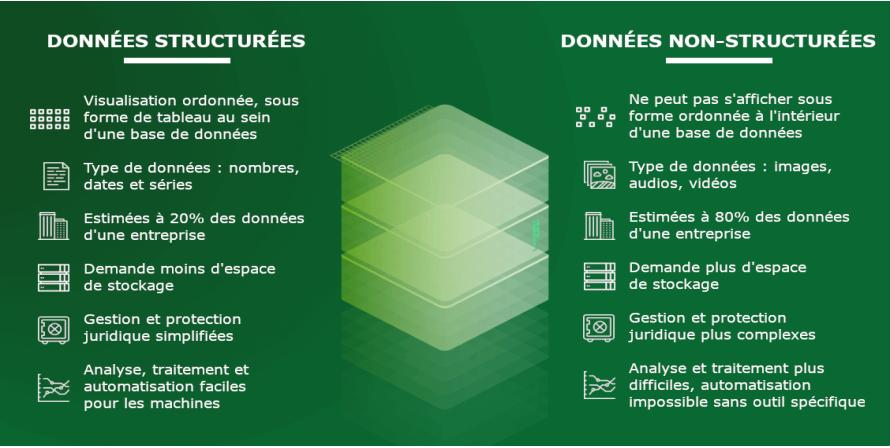 DONNÉES STRUCTURÉES
Visualisation ordonnée, sous
forme de tableau au sein
d'une base de données
Type de données : nombres,
dates et séries
Estimées à 20% des données
d'une entreprise
Demande moins d'espace
de stockage
Gestion et protection
juridique simplifiées
Analyse, traitement et
automatisation faciles
pour les machines
DONNÉES NON-STRUCTURÉES
Ne peut pas s'afficher sous
forme ordonnée à l'intérieur
d'une base de données
Type de données : images,
audios, vidéos
Estimées à 80% des données
d'une entreprise
Demande plus d'espace
de stockage
Gestion et protection
juridique plus complexes
Analyse et traitement plus
difficiles, automatisation
impossible sans outil spécifique